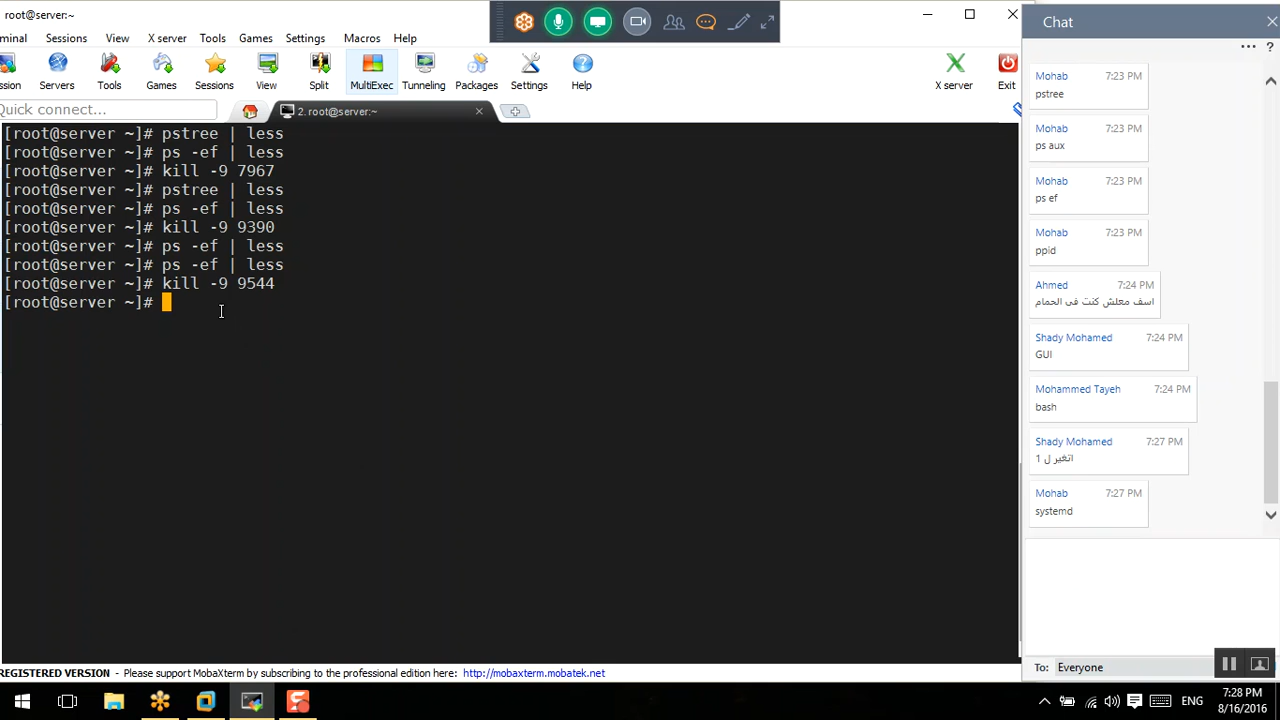 root@server:~
Chat
minal
Sessions
View
X server
Tools
Games
Settings
Macros
Help
ssion
Servers
Tools
Games
Sessions
View
Split
MultiExec
Tunneling
Packages
Settings
Help
X server
Exit
Quick connect...
2. root@server:~
[root@server ~]# pstree | less
[root@server ~]# ps -ef | less
[root@server ~]# kill -9 7967
[root@server ~]# pstree | less
[root@server ~]# ps -ef | less
[root@server ~]# kill -9 9390
[root@server ~]# ps -ef | less
[root@server ~]# ps -ef | less
[root@server ~]# kill -9 9544
[root@server ~]#
Mohab 7:23 PM
pstree
Mohab 7:23 PM
ps aux
Mohab 7:23 PM
ps ef
Mohab 7:23 PM
ppid
Ahmed 7:24 PM
اسف معلش كنت فى الحمام
Shady Mohamed 7:24 PM
GUI
Mohammed Tayeh 7:24 PM
bash
Shady Mohamed 7:27 PM
اتغير ل 1
Mohab 7:27 PM
systemd
To: Everyone
REGISTERED VERSION - Please support MobaXterm by subscribing to the professional edition here: http://mobaxterm.mobatek.net
ENG
7:28 PM
8/16/2016